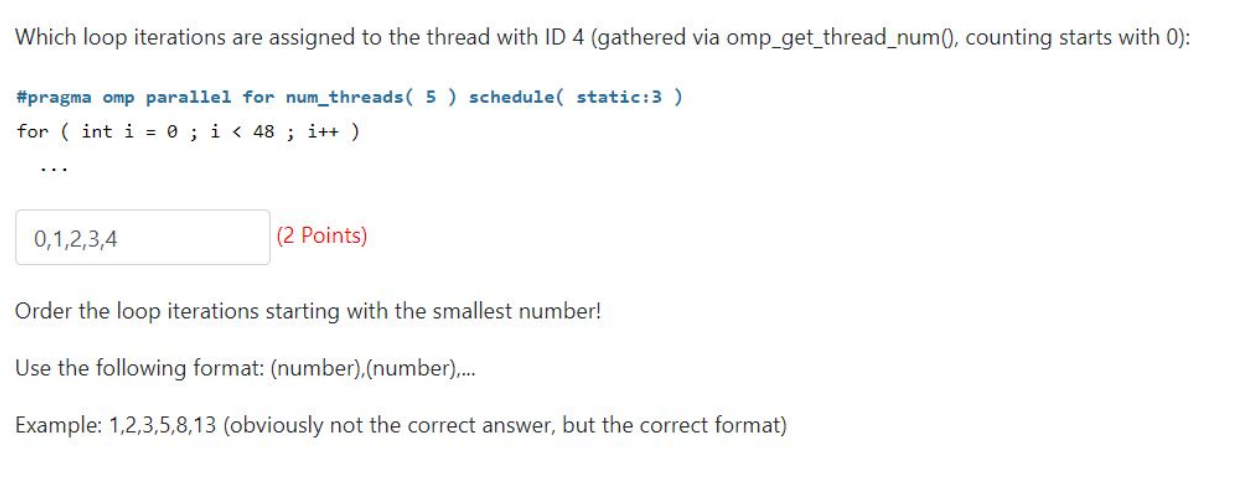 Which loop iterations are assigned to the thread with ID 4 (gathered via omp_get_thread_num(), counting starts with 0):
#pragma omp parallel for num_threads( 5 ) schedule( static:3 )
for ( int i = 0 ; i < 48 ; i++ )
...
0,1,2,3,4 (2 Points)
Order the loop iterations starting with the smallest number!
Use the following format: (number),(number),...
Example: 1,2,3,5,8,13 (obviously not the correct answer, but the correct format)